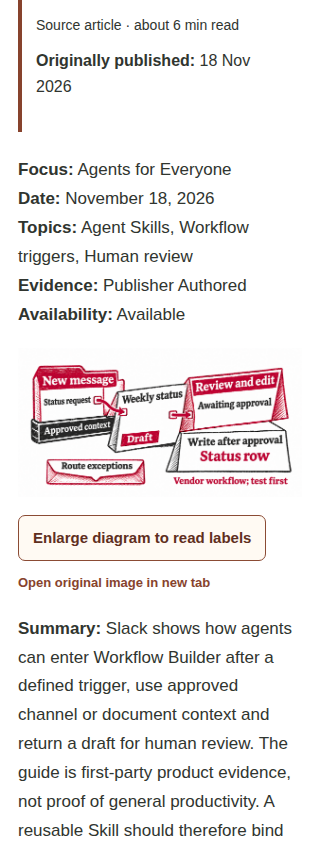 Source article · about 6 min read
Originally published: 18 Nov
2026
Focus: Agents for Everyone
Date: November 18, 2026
Topics: Agent Skills, Workflow
triggers, Human review
Evidence: Publisher Authored
Availability: Available
New message
Status request
Approved context
Weekly status
Draft
Review and edit
Awaiting approval
Write after approval
Status row
Route exceptions
Vendor workflow; test first
Enlarge diagram to read labels
Open original image in new tab
Summary: Slack shows how agents
can enter Workflow Builder after a
defined trigger, use approved
channel or document context and
return a draft for human review. The
guide is first-party product evidence,
not proof of general productivity. A
reusable Skill should therefore bind